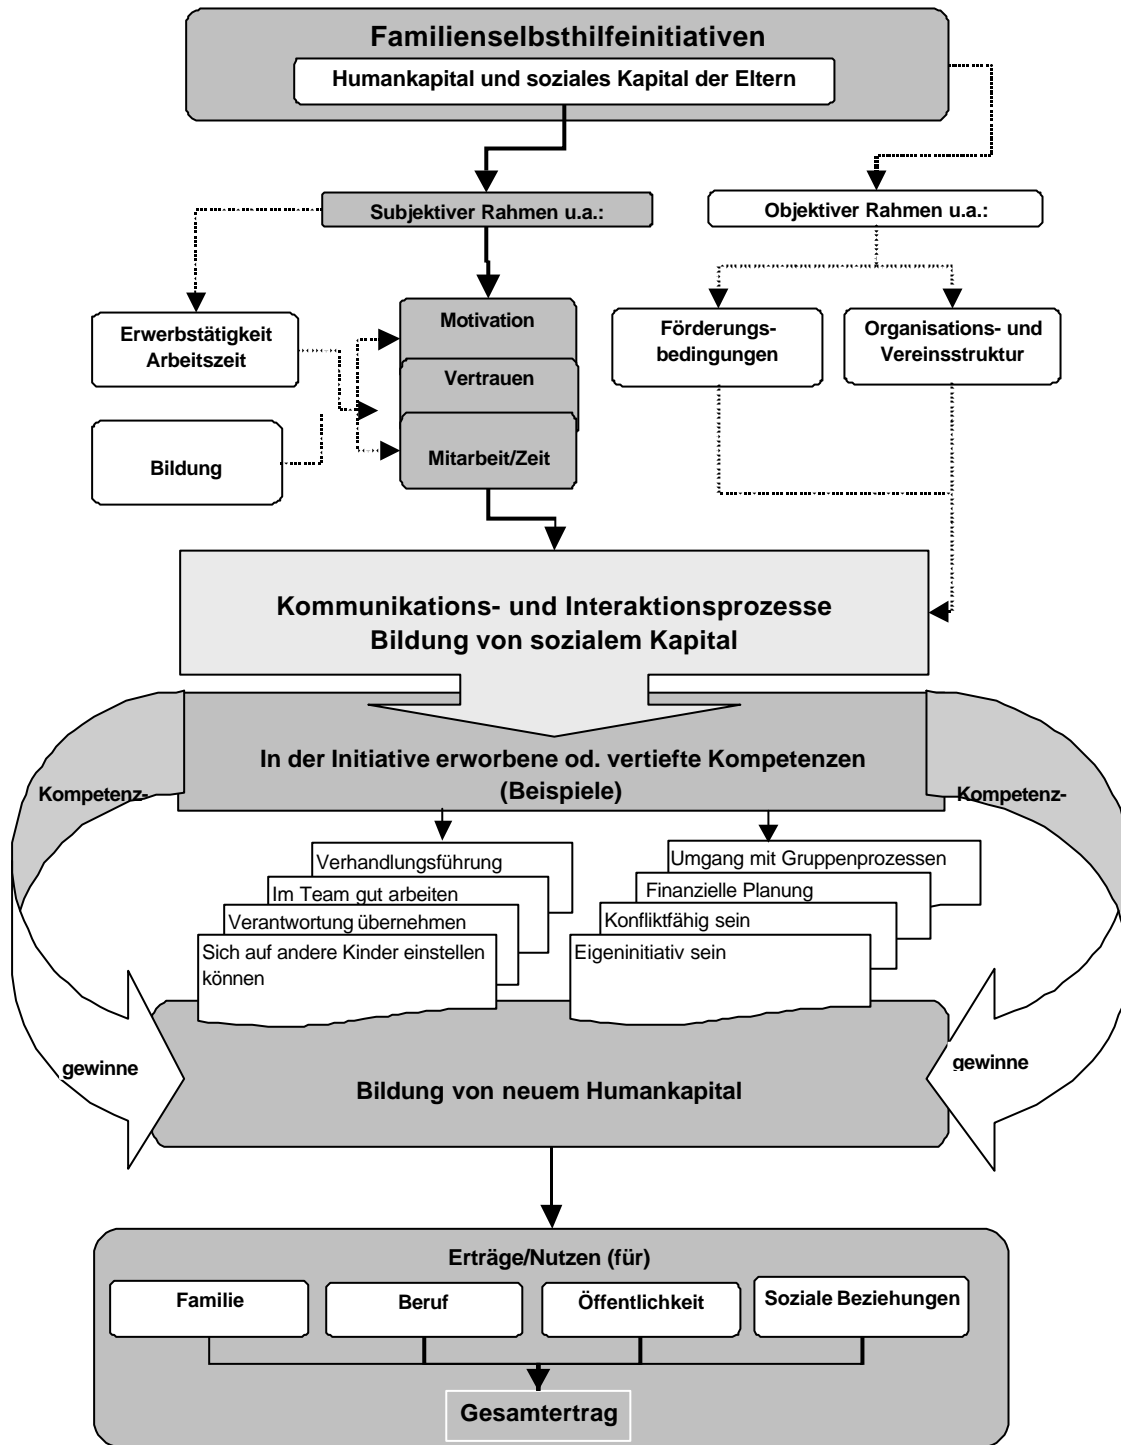 Familienselbsthilfeinitiativen
Humankapital und soziales Kapital der Eltern
Subjektiver Rahmen u.a.:
Objektiver Rahmen u.a.:
Erwerbstätigkeit
Arbeitszeit
Motivation
Vertrauen
Mitarbeit/Zeit
Förderungs-
bedingungen
Organisations- und
Vereinsstruktur
Bildung
Kommunikations- und Interaktionsprozesse
Bildung von sozialem Kapital
In der Initiative erworbene od. vertiefte Kompetenzen
(Beispiele)
Kompetenz-
Kompetenz-
Verhandlungsführung
Im Team gut arbeiten
Verantwortung übernehmen
Sich auf andere Kinder einstellen
können
Umgang mit Gruppenprozessen
Finanzielle Planung
Konfliktfähig sein
Eigeninitiativ sein
gewinne
gewinne
Bildung von neuem Humankapital
Erträge/Nutzen (für)
Familie
Beruf
Öffentlichkeit
Soziale Beziehungen
Gesamtertrag